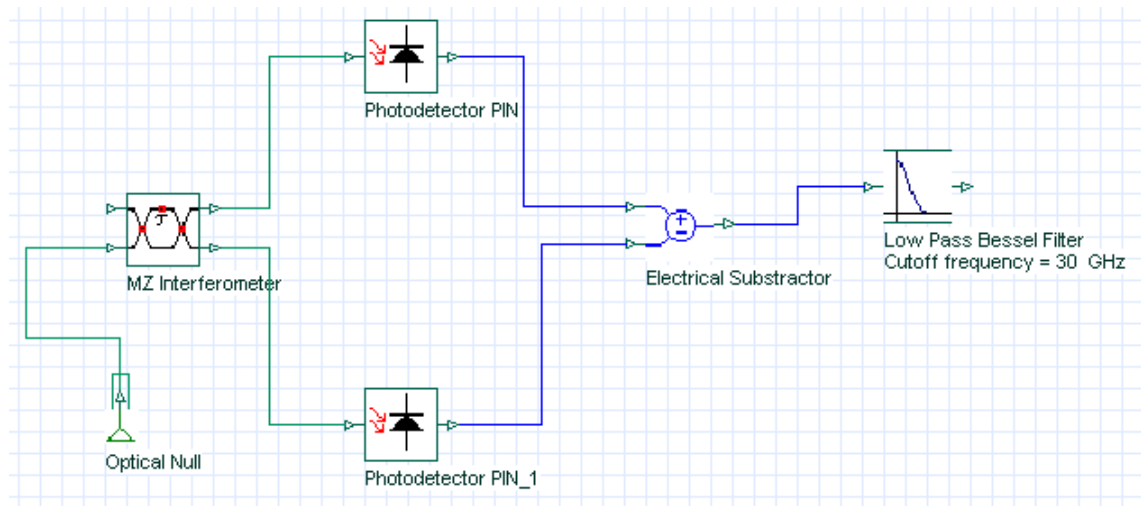 Photodetector PIN
τ
MZ Interferometer
Electrical Substractor
Low Pass Bessel Filter
Cutoff frequency = 30 GHz
Optical Null
Photodetector PIN_1